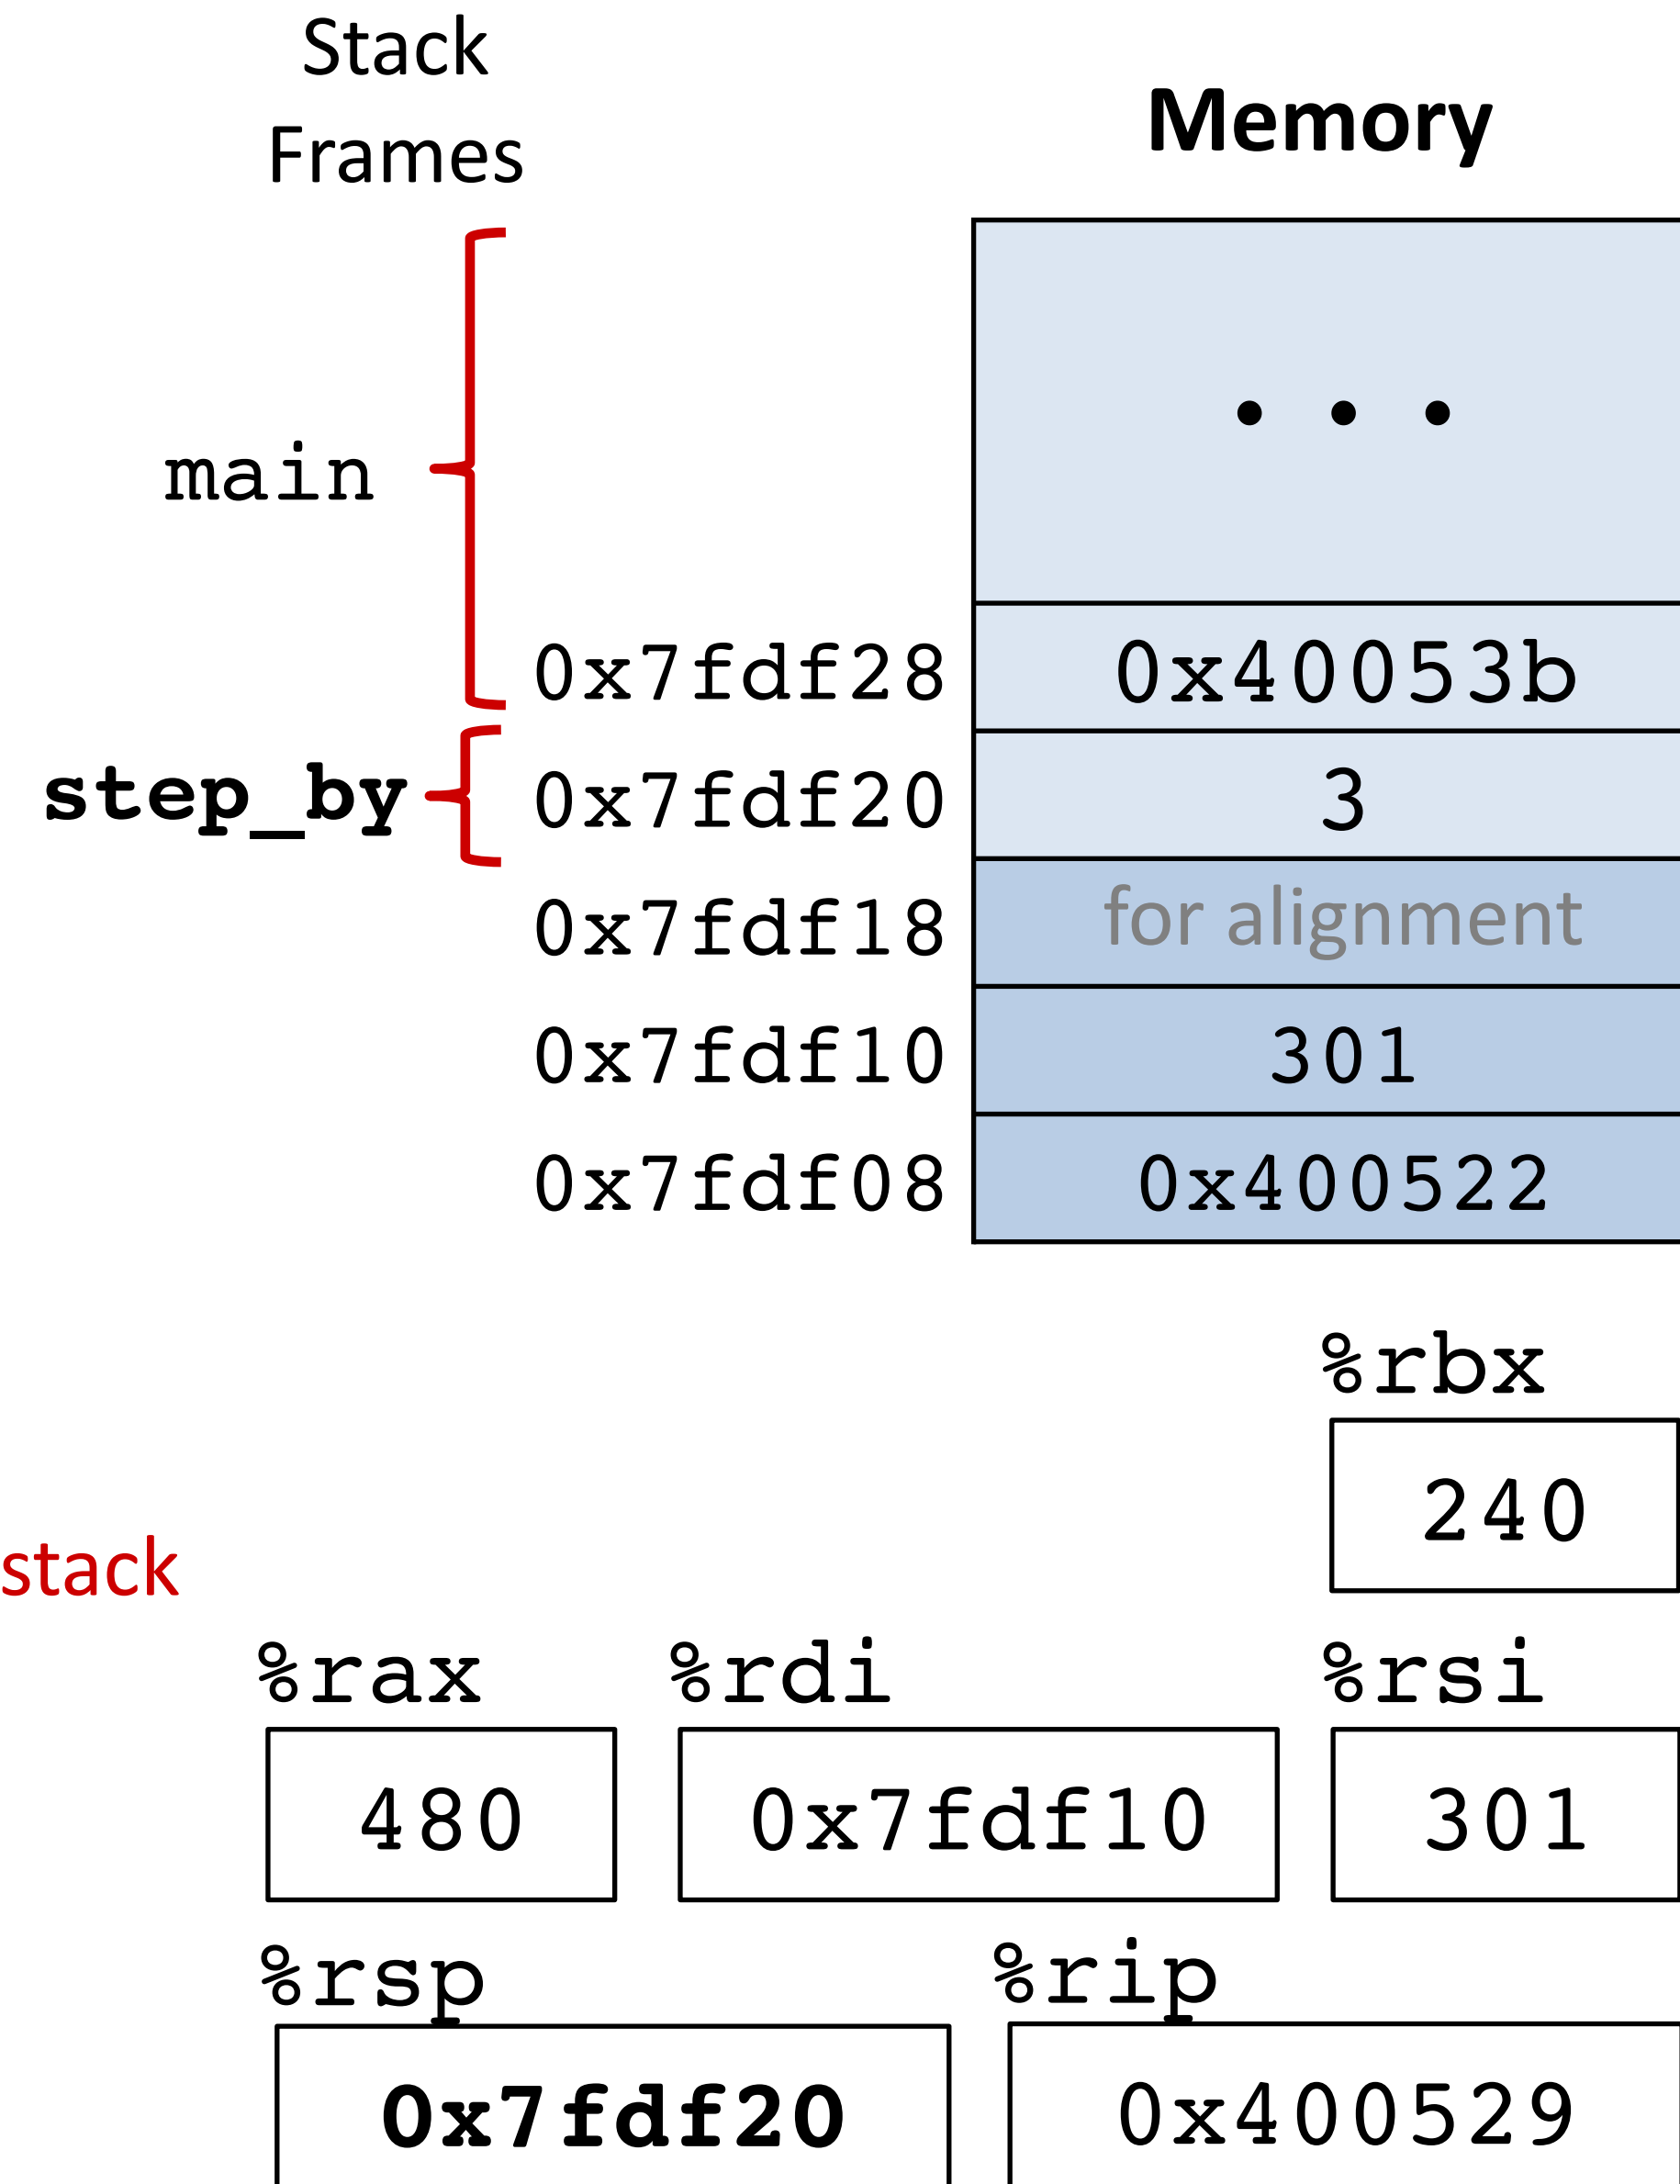 Stack
Frames
Memory
• • •
main
0x7fdf28 0x40053b
step_by 0x7fdf20 3
0x7fdf18 for alignment
0x7fdf10 301
0x7fdf08 0x400522
%rbx
240
stack
%rax %rdi %rsi
480 0x7fdf10 301
%rsp %rip
0x7fdf20 0x400529